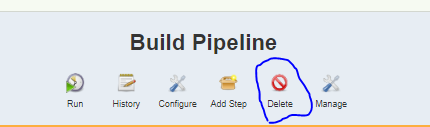 Build Pipeline
Run History Configure Add Step Delete Manage